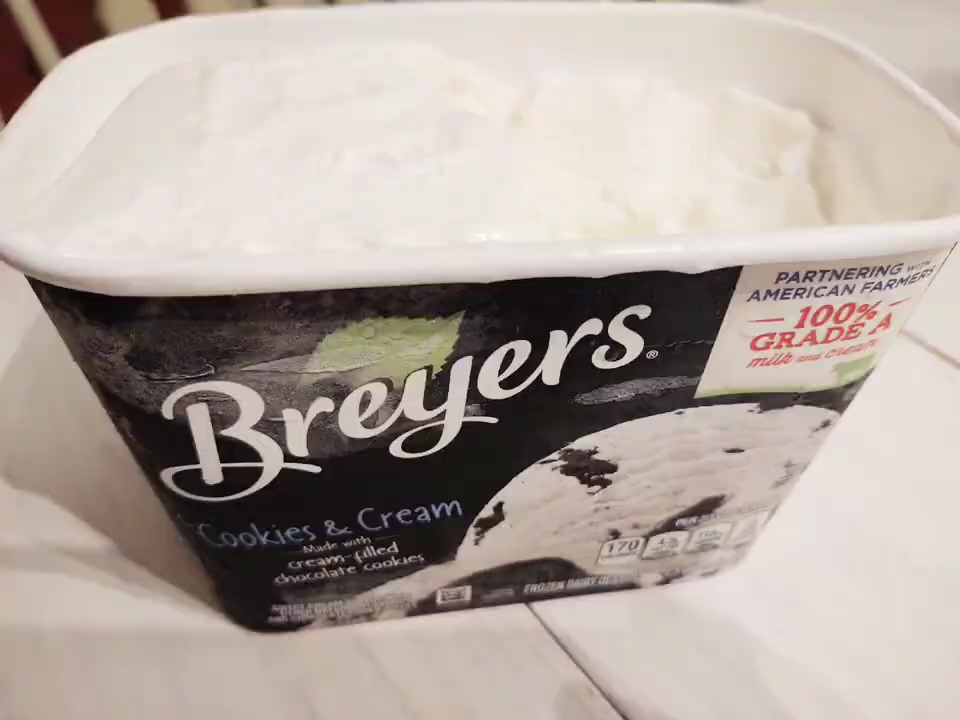 PARTNERING WITH
AMERICAN FARMERS
100%
GRADE A
milk and cream
Breyers®
Cookies & Cream
Made with
cream-filled
chocolate cookies
170
FROZEN DAIRY